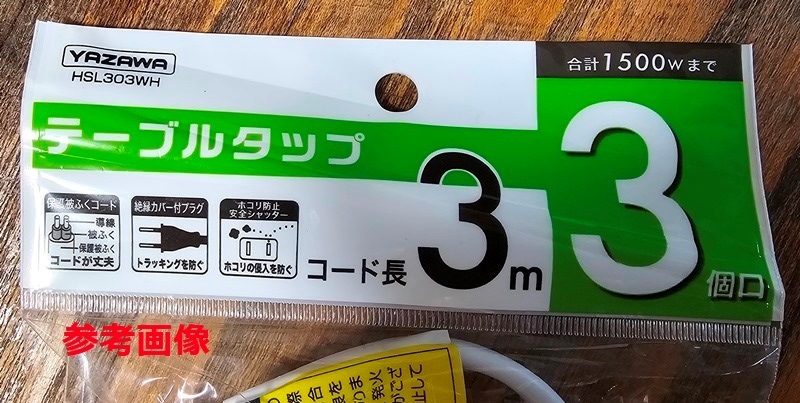 YAZAWA
HSL303WH
合計1500Wまで
テーブルタップ
3
個口
コード長3m
保護被ふくコード
導線
被ふく
保護被ふく
コードが丈夫
絶縁カバー付プラグ
トラッキングを防ぐ
ホコリ防止
安全シャッター
ホコリの侵入を防ぐ
参考画像